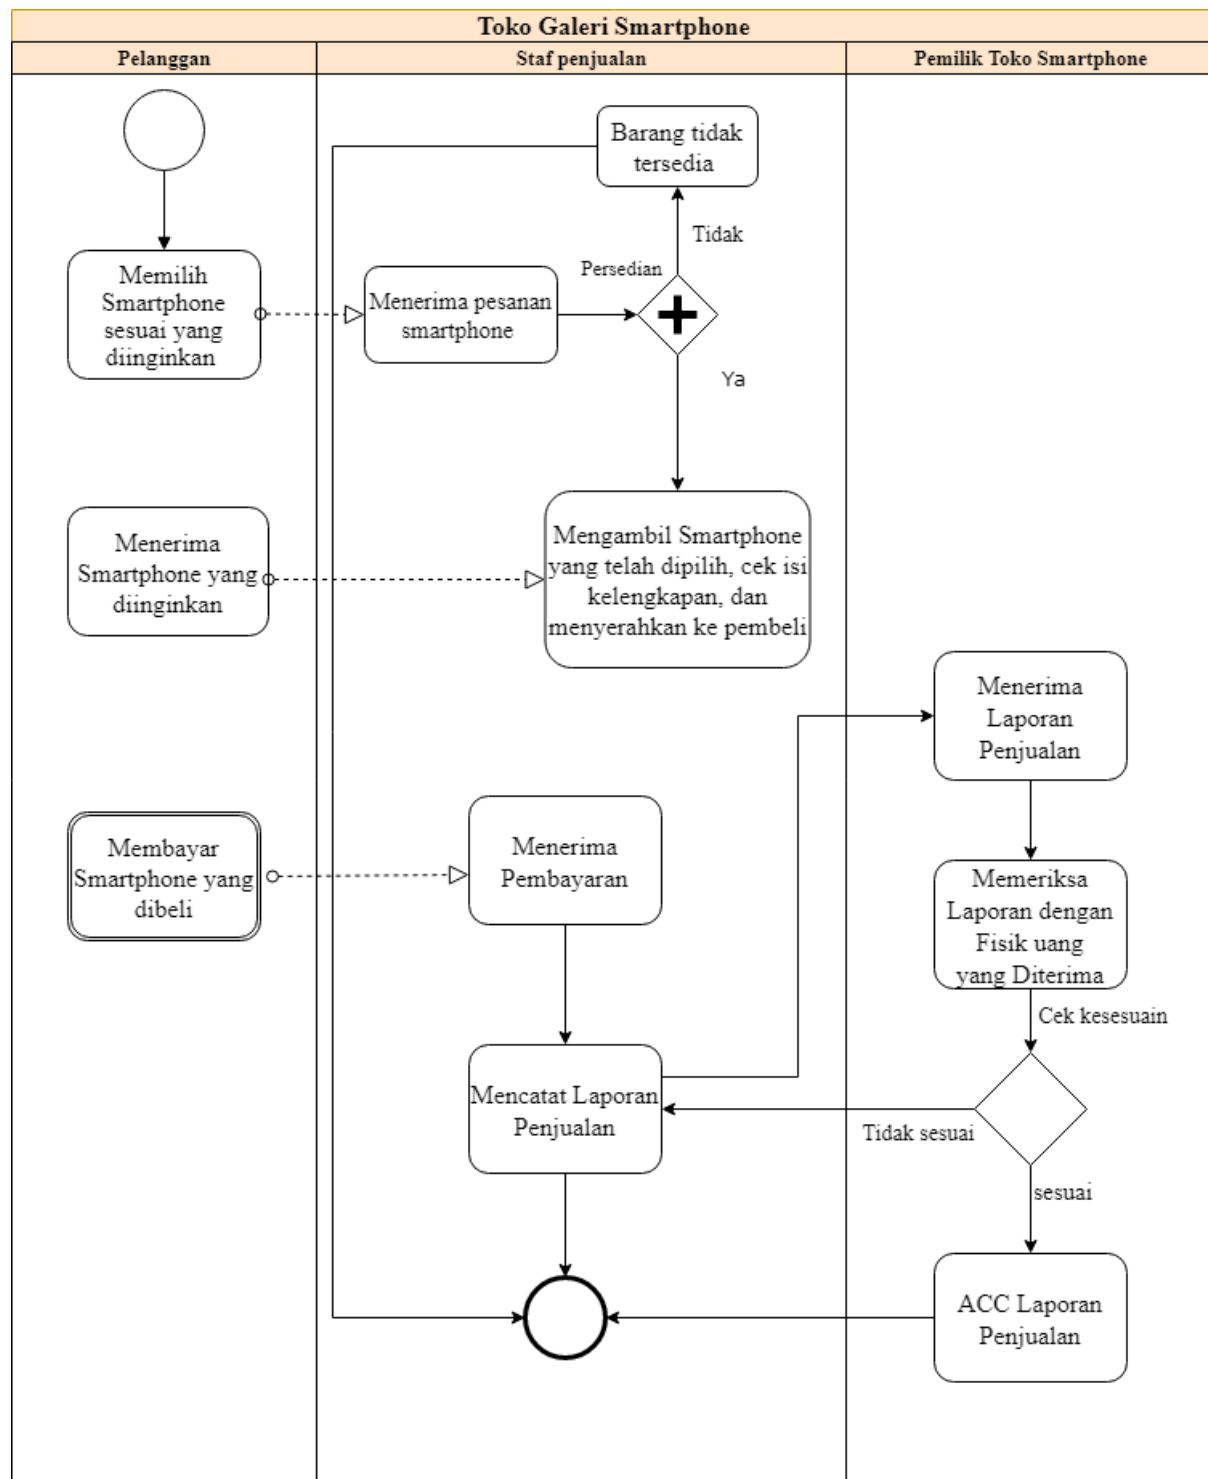 Toko Galeri Smartphone
Pelanggan
Staf penjualan
Pemilik Toko Smartphone
Barang tidak
tersedia
Tidak
Persedian
Memilih
Smartphone
sesuai yang
diinginkan
Menerima pesanan
smartphone
Ya
Menerima
Smartphone yang
diinginkan
Mengambil Smartphone
yang telah dipilih, cek isi
kelengkapan, dan
menyerahkan ke pembeli
Menerima
Laporan
Penjualan
Membayar
Smartphone yang
dibeli
Menerima
Pembayaran
Memeriksa
Laporan dengan
Fisik uang
yang Diterima
Cek kesesuain
Mencatat Laporan
Penjualan
Tidak sesuai
sesuai
ACC Laporan
Penjualan